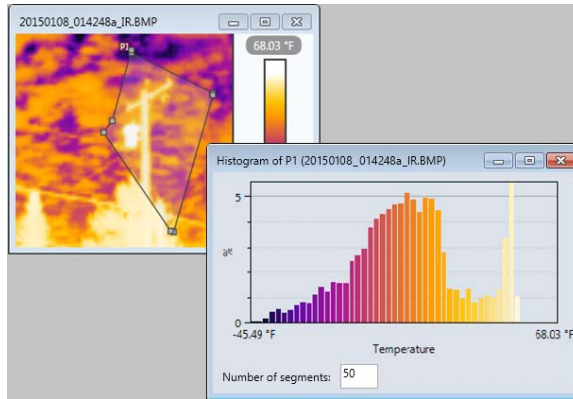 20150108_014248a_IR.BMP
P1
68.03 °F
Histogram of P1 (20150108_014248a_IR.BMP)
5
%
0
-45.49 °F
68.03 °F
Temperature
Number of segments:
50